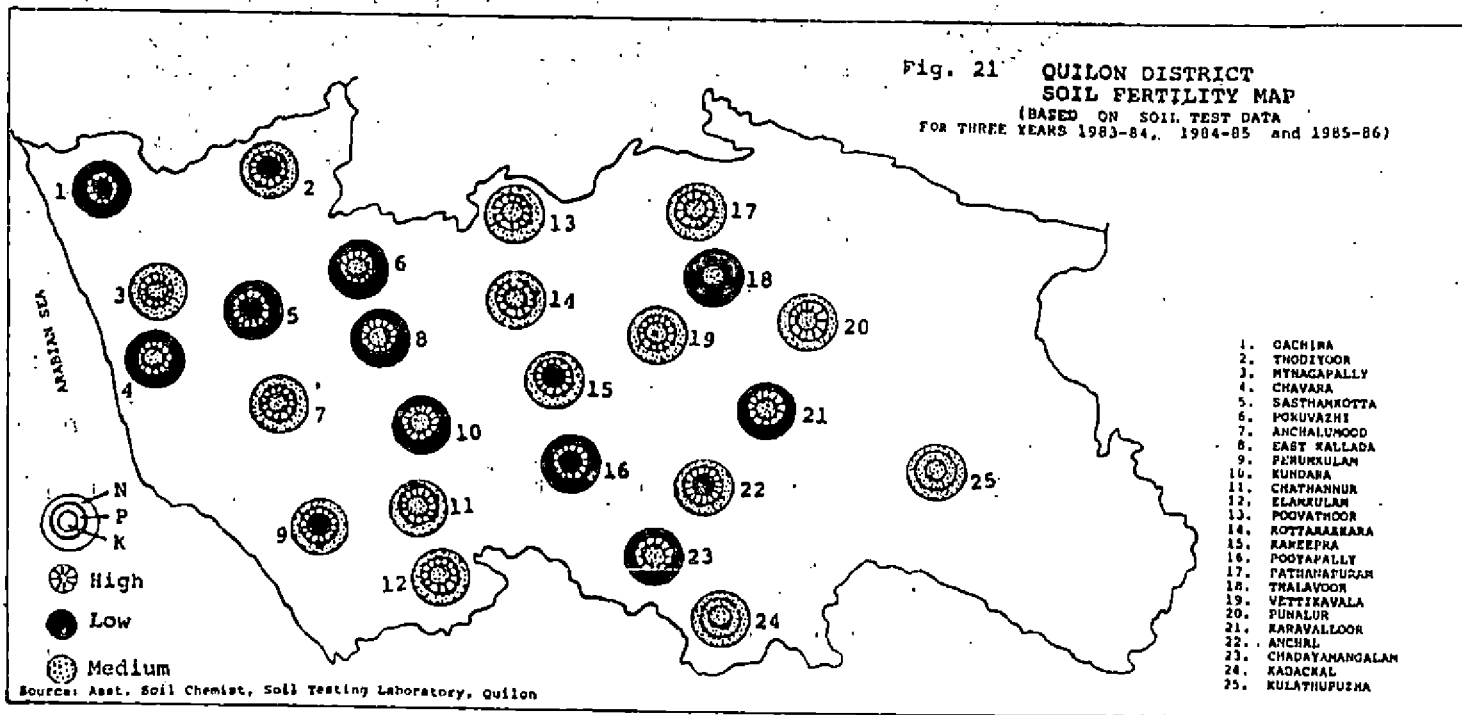 Fig. 21 QUILON DISTRICT
SOIL FERTILITY MAP
(BASED ON SOIL TEST DATA
FOR THREE YEARS 1983-84, 1984-85 and 1985-86)
1
2
13
17
6
18
3
14
5
20
19
8
4
15
7
21
10
16
25
22
11
9
23
12
24
ARABIAN SEA
N
P
K
High
Low
Medium
1. OACHIRA
2. THODIYOOR
3. MYNAGAPALLY
4. CHAVARA
5. SASTHAMKOTTA
6. PORUVAZHI
7. ANCHALUMOOD
8. EAST KALLADA
9. PERUMKULAM
10. KUNDARA
11. CHATHANNUR
12. ELAMKULAM
13. POOVATHOOR
14. KOTTARAKKARA
15. KAREEPRA
16. POOYAPALLY
17. PATHANAPURAM
18. THALAVOOR
19. VETTIKAVALA
20. PUNALUR
21. KARAVALLOOR
22. ANCHAL
23. CHADAYAMANGALAM
24. KADACKAL
25. KULATHUPUZHA
Source: Asst. Soil Chemist, Soil Testing Laboratory, Quilon